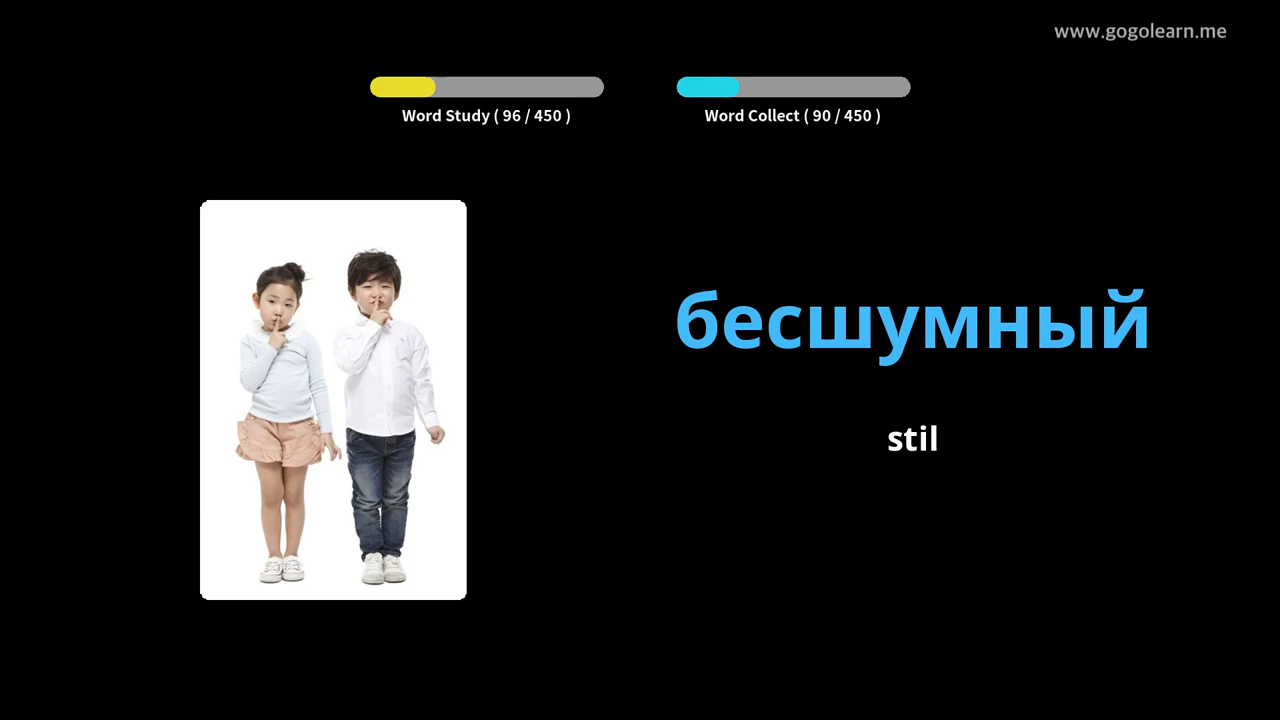 www.gogolearn.me
Word Study ( 96 / 450 )
Word Collect ( 90 / 450 )
бесшумный
stil